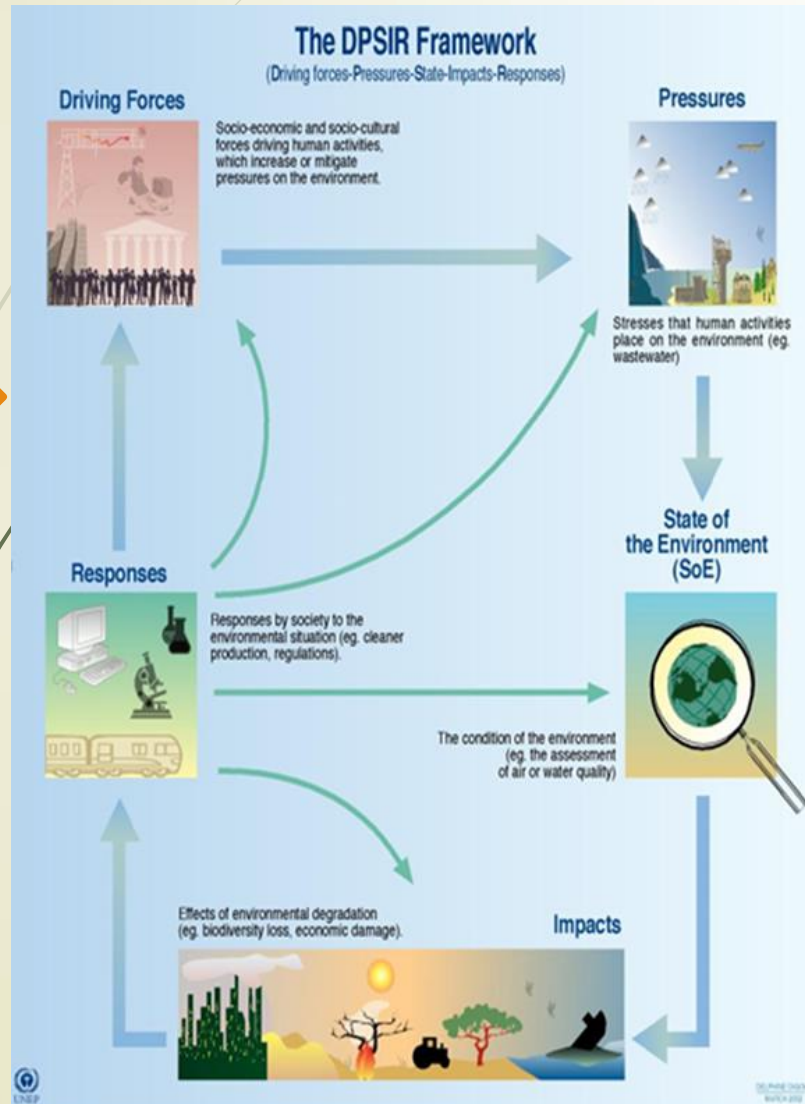 The DPSIR Framework
(Driving forces-Pressures-State-Impacts-Responses)
Driving Forces
Socio-economic and socio-cultural
forces driving human activities,
which increase or mitigate
pressures on the environment.
Pressures
Stresses that human activities
place on the environment (eg.
wastewater)
State of
the Environment
(SoE)
The condition of the environment
(eg. the assessment
of air or water quality)
Responses
Responses by society to the
environmental situation (eg. cleaner
production, regulations).
Effects of environmental degradation
(eg. biodiversity loss, economic damage).
Impacts
UNEP